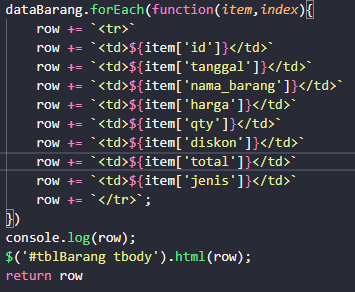 dataBarang.forEach(function(item,index){
row += `<tr>`
row += `<td>${item['id']}</td>`
row += `<td>${item['tanggal']}</td>`
row += `<td>${item['nama_barang']}</td>`
row += `<td>${item['harga']}</td>`
row += `<td>${item['qty']}</td>`
row += `<td>${item['diskon']}</td>`
row += `<td>${item['total']}</td>`
row += `<td>${item['jenis']}</td>`
row += `</tr>`;
})
console.log(row);
$('#tblBarang tbody').html(row);
return row